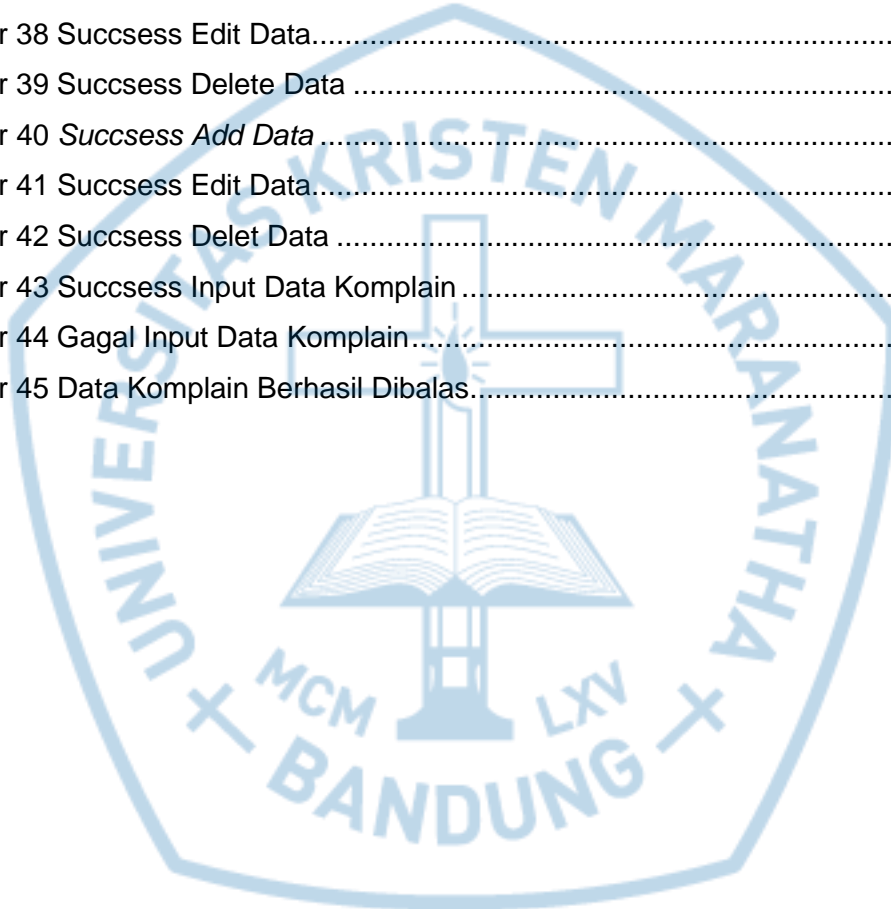 r 38 Succsess Edit Data....................................................................
r 39 Succsess Delete Data ...............................................................
r 40 Succsess Add Data ...................................................................
r 41 Succsess Edit Data....................................................................
r 42 Succsess Delet Data .................................................................
r 43 Succsess Input Data Komplain ..................................................
r 44 Gagal Input Data Komplain........................................................
r 45 Data Komplain Berhasil Dibalas.................................................
UNIVERSITAS KRISTEN MARANATHA
MCM LXV
BANDUNG